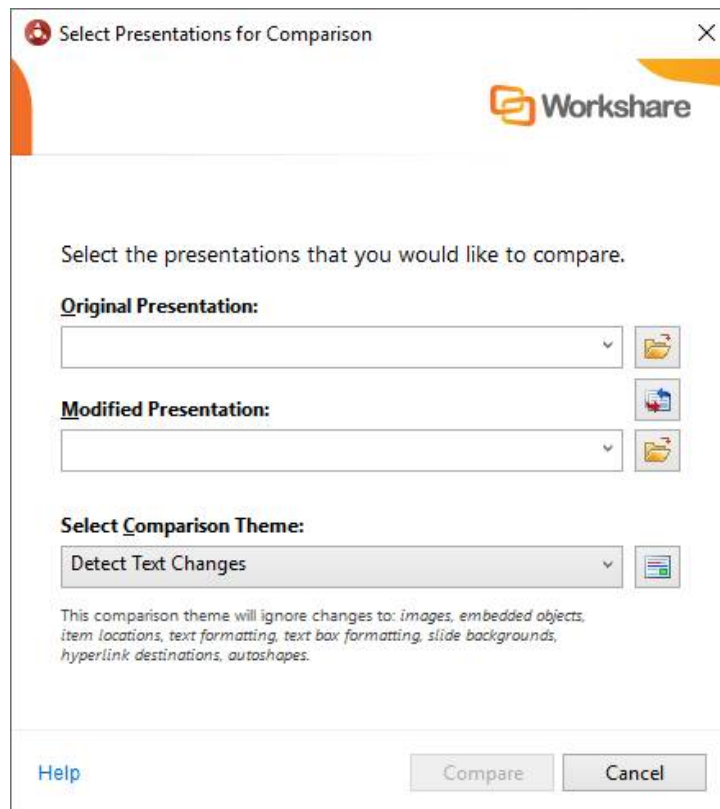 Select Presentations for Comparison
Workshare
Select the presentations that you would like to compare.
Original Presentation:
Modified Presentation:
Select Comparison Theme:
Detect Text Changes
This comparison theme will ignore changes to: images, embedded objects,
item locations, text formatting, text box formatting, slide backgrounds,
hyperlink destinations, autoshapes.
Help
Compare
Cancel